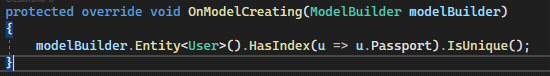 protected override void OnModelCreating(ModelBuilder modelBuilder)
{
modelBuilder.Entity<User>().HasIndex(u => u.Passport).IsUnique();
}